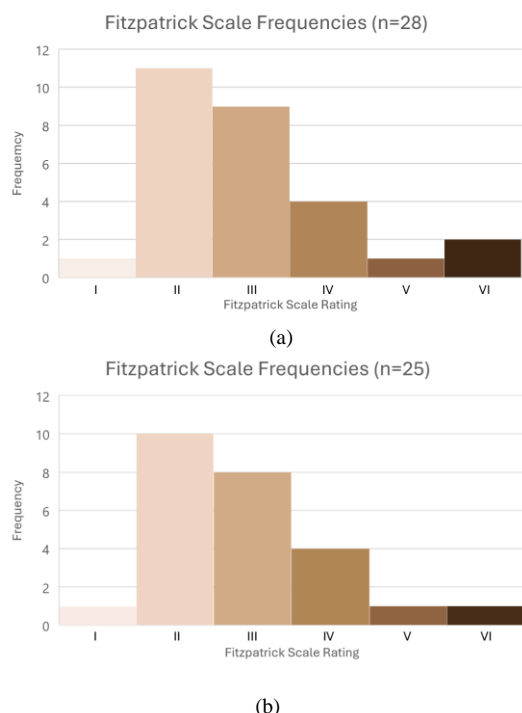 Fitzpatrick Scale Frequencies (n=28)
12
10
8
6
4
2
0
Frequemcy
I II III IV V VI
Fitzpatrick Scale Rating
(a)
Fitzpatrick Scale Frequencies (n=25)
12
10
8
6
4
2
0
Frequency
I II III IV V VI
Fitzpatrick Scale Rating
(b)